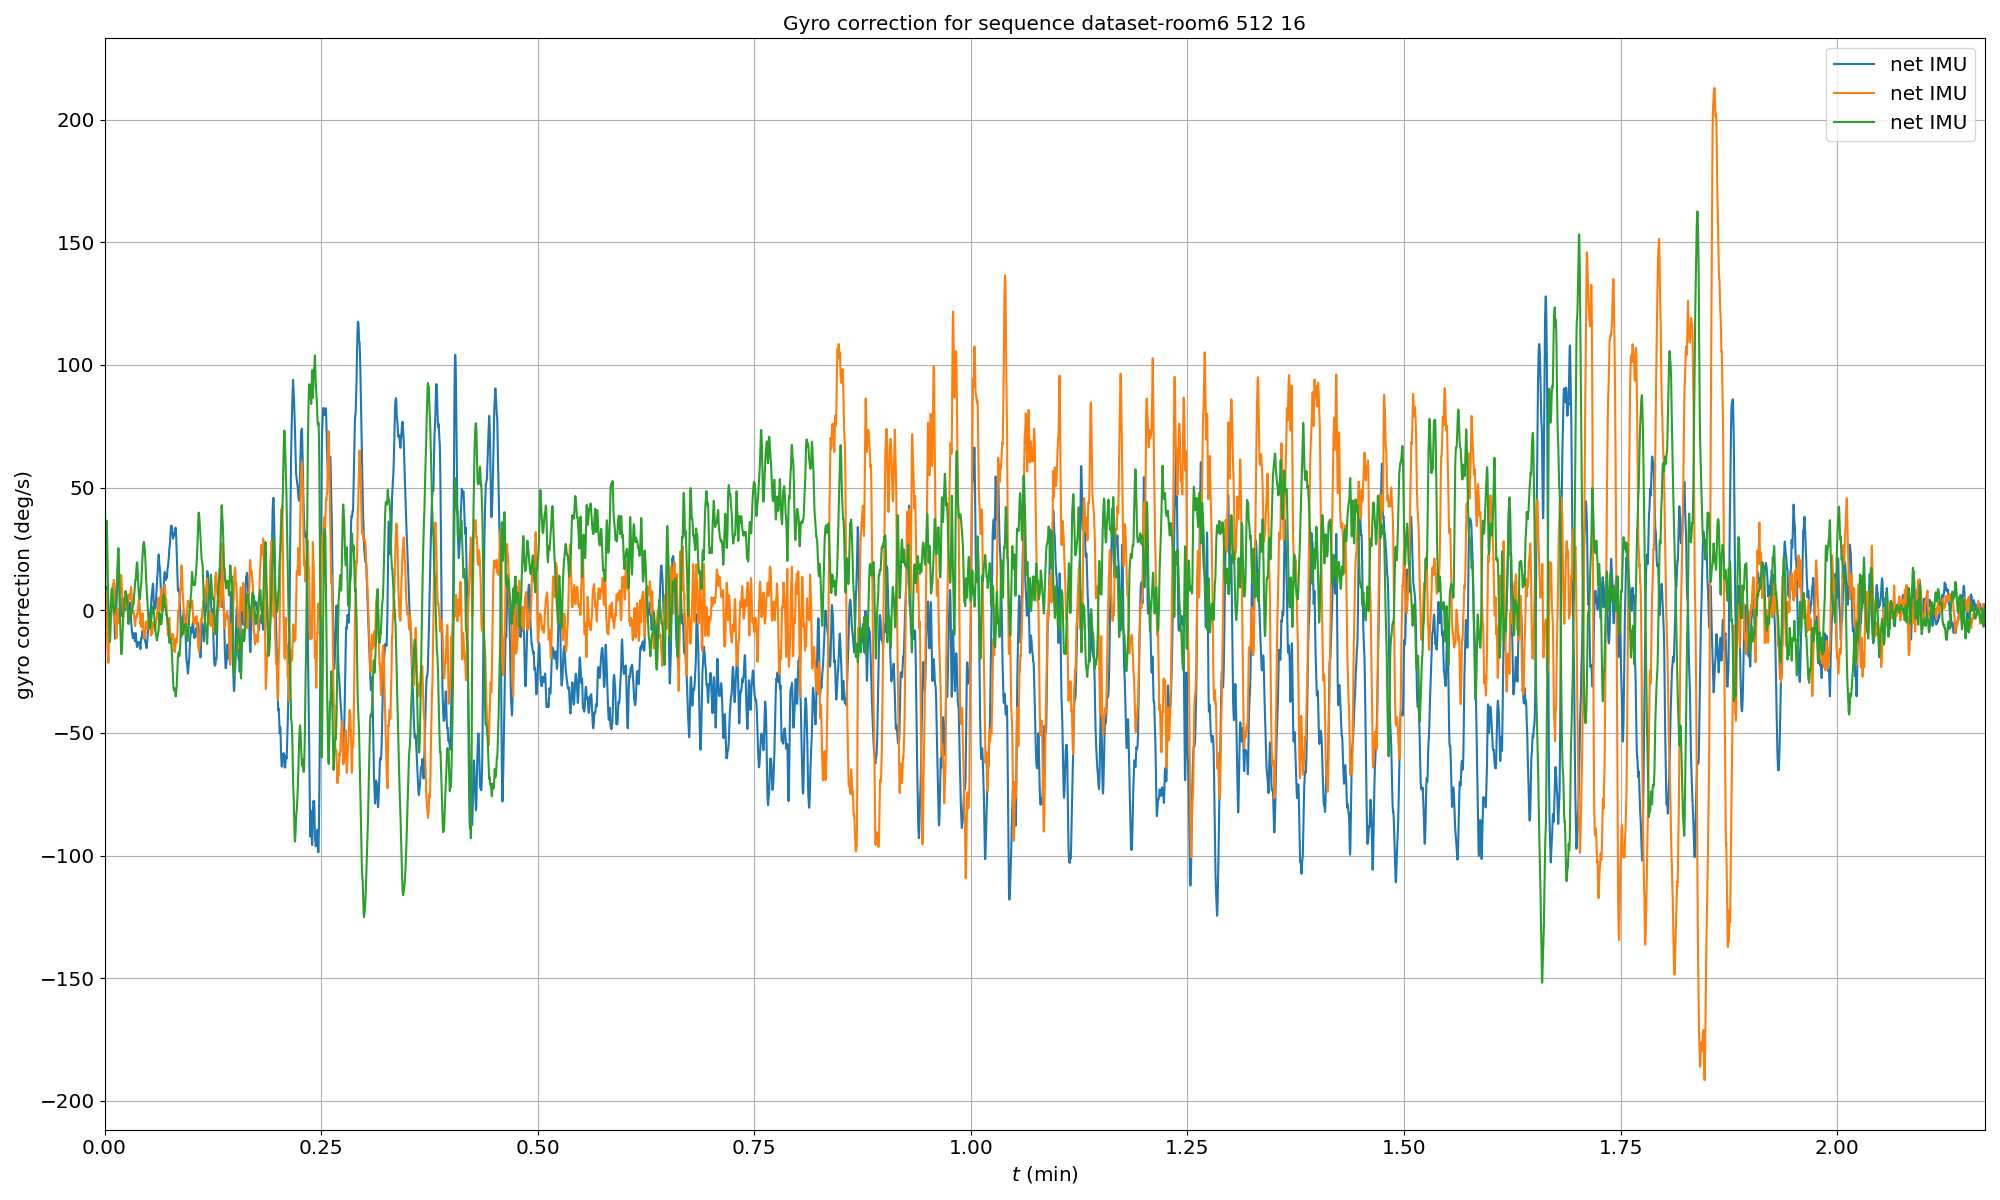 Gyro correction for sequence dataset-room6 512 16
net IMU
net IMU
net IMU
gyro correction (deg/s)
200
150
100
50
0
−50
−100
−150
−200
0.00 0.25 0.50 0.75 1.00 1.25 1.50 1.75 2.00
t (min)